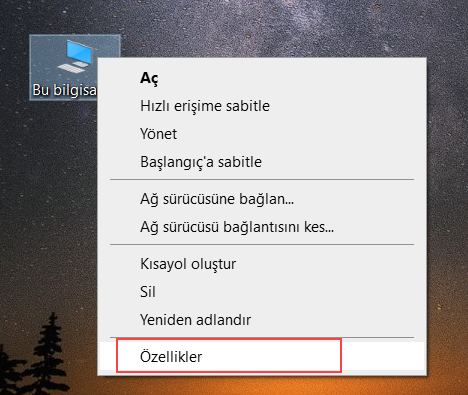 Bu bilgisa
Aç
Hızlı erişime sabitle
Yönet
Başlangıç'a sabitle
Ağ sürücüsüne bağlan...
Ağ sürücüsü bağlantısını kes...
Kısayol oluştur
Sil
Yeniden adlandır
Özellikler